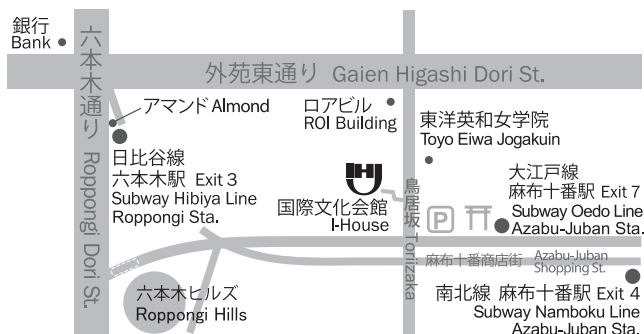 銀行
Bank
六本木通り Roppongi Dori St.
外苑東通り Gaien Higashi Dori St.
アマンド Almond
ロアビル
ROI Building
東洋英和女学院
Toyo Eiwa Jogakuin
日比谷線
六本木駅 Exit 3
Subway Hibiya Line
Roppongi Sta.
国際文化会館
I-House
鳥居坂 Toriizaka
P
大江戸線
麻布十番駅 Exit 7
Subway Oedo Line
Azabu-Juban Sta.
麻布十番商店街 Azabu-Juban
Shopping St.
六本木ヒルズ
Roppongi Hills
南北線 麻布十番駅 Exit 4
Subway Namboku Line
Azabu-Juban Sta.